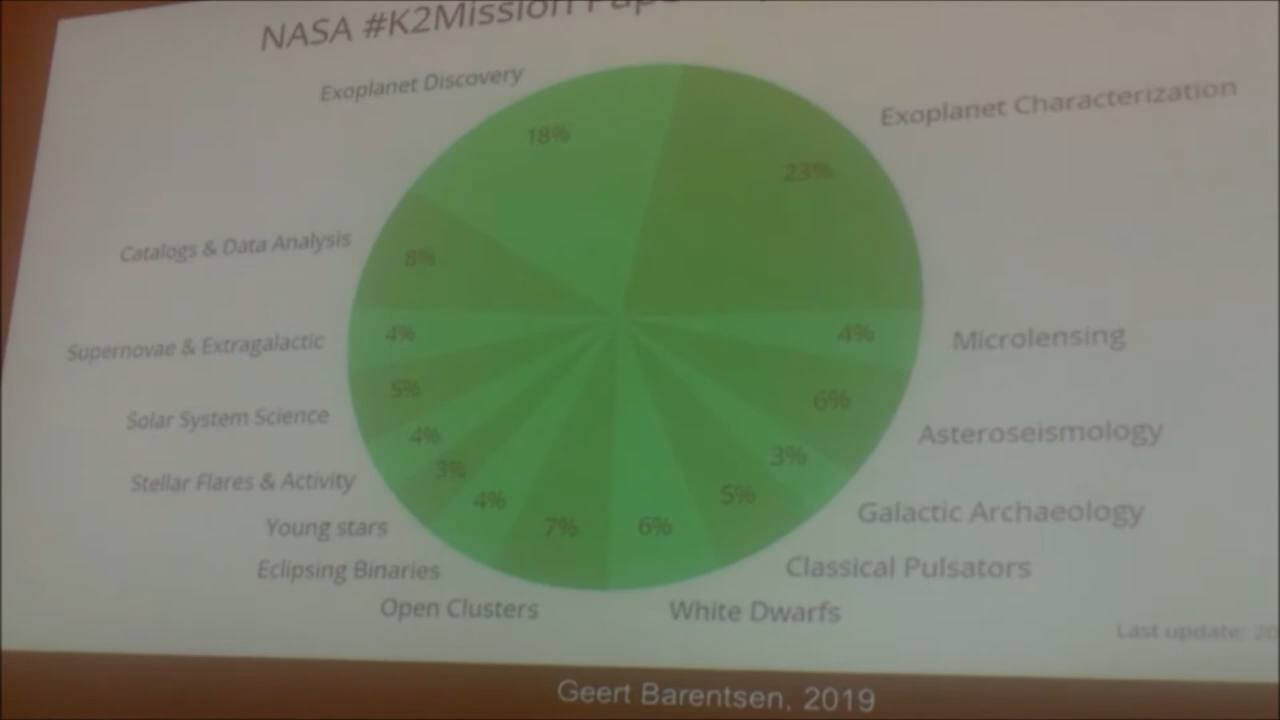 NASA #K2Mission
Exoplanet Discovery
18%
Exoplanet Characterization
23%
Catalogs & Data Analysis
8%
Supernovae & Extragalactic
4%
4%
Microlensing
Solar System Science
5%
6%
Asteroseismology
Stellar Flares & Activity
4%
3%
Galactic Archaeology
Young stars
3%
5%
Classical Pulsators
Eclipsing Binaries
4%
Open Clusters
7%
6%
White Dwarfs
Last update:
Geert Barentsen, 2019